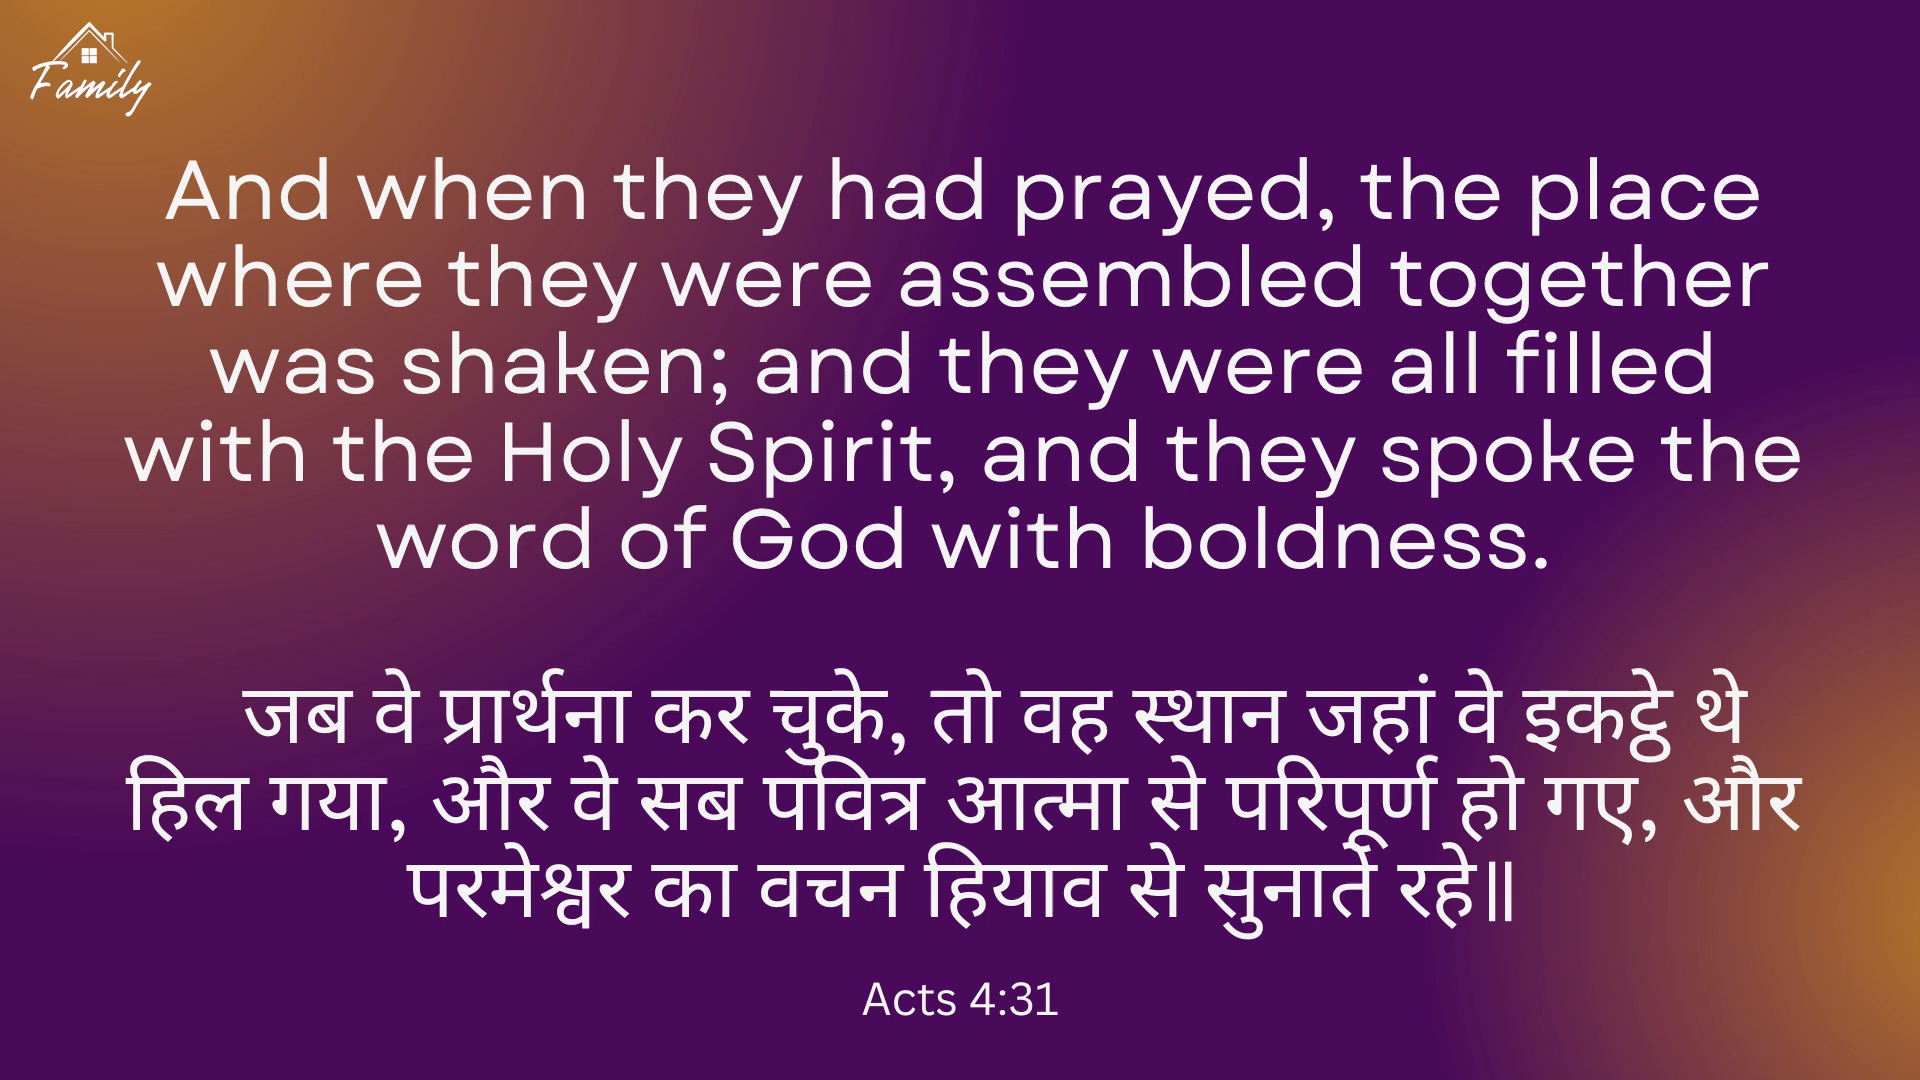 Family
And when they had prayed, the place
where they were assembled together
was shaken; and they were all filled
with the Holy Spirit, and they spoke the
word of God with boldness.
जब वे प्रार्थना कर चुके, तो वह स्थान जहां वे इकट्ठे थे
हिल गया, और वे सब पवित्र आत्मा से परिपूर्ण हो गए, और
परमेश्वर का वचन हियाव से सुनाते रहे॥
Acts 4:31